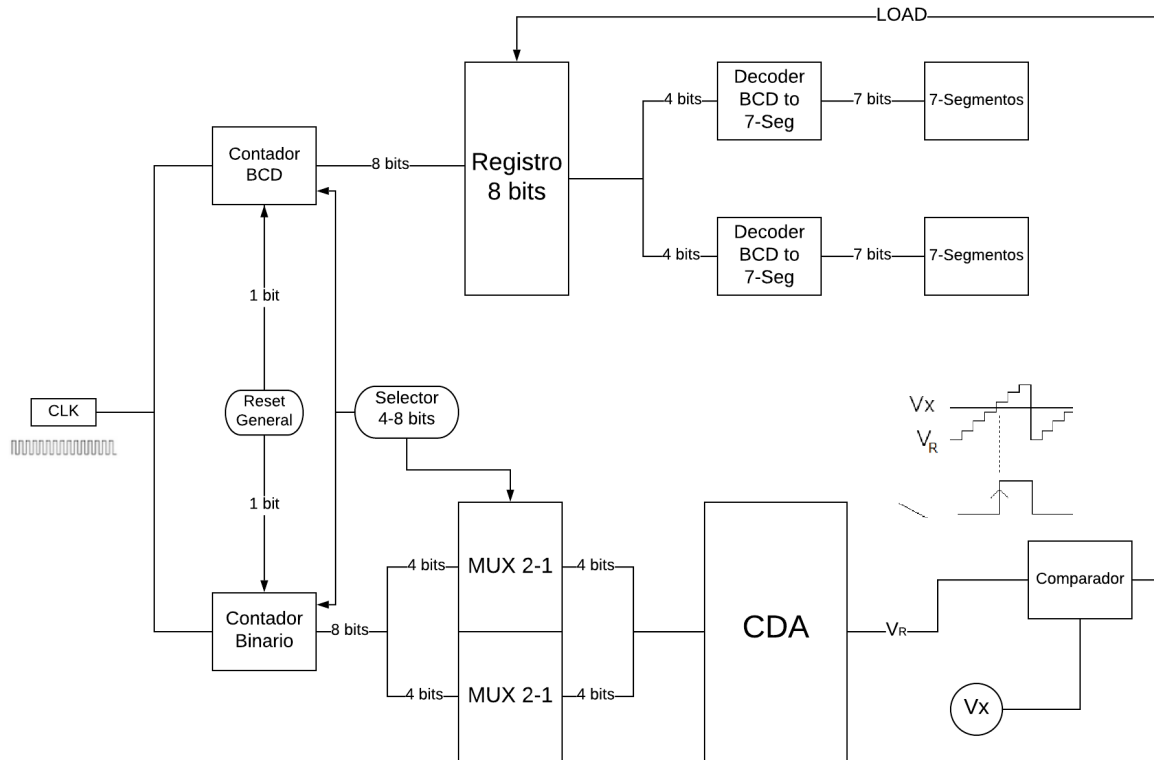 LOAD
Decoder
BCD to
7-Seg
4 bits
7 bits
7-Segmentos
Contador
BCD
8 bits
Registro
8 bits
Decoder
BCD to
7-Seg
4 bits
7 bits
7-Segmentos
1 bit
CLK
Reset
General
Selector
4-8 bits
Vx
VR
1 bit
Contador
Binario
8 bits
4 bits
MUX 2-1
4 bits
4 bits
MUX 2-1
4 bits
CDA
VR
Comparador
Vx